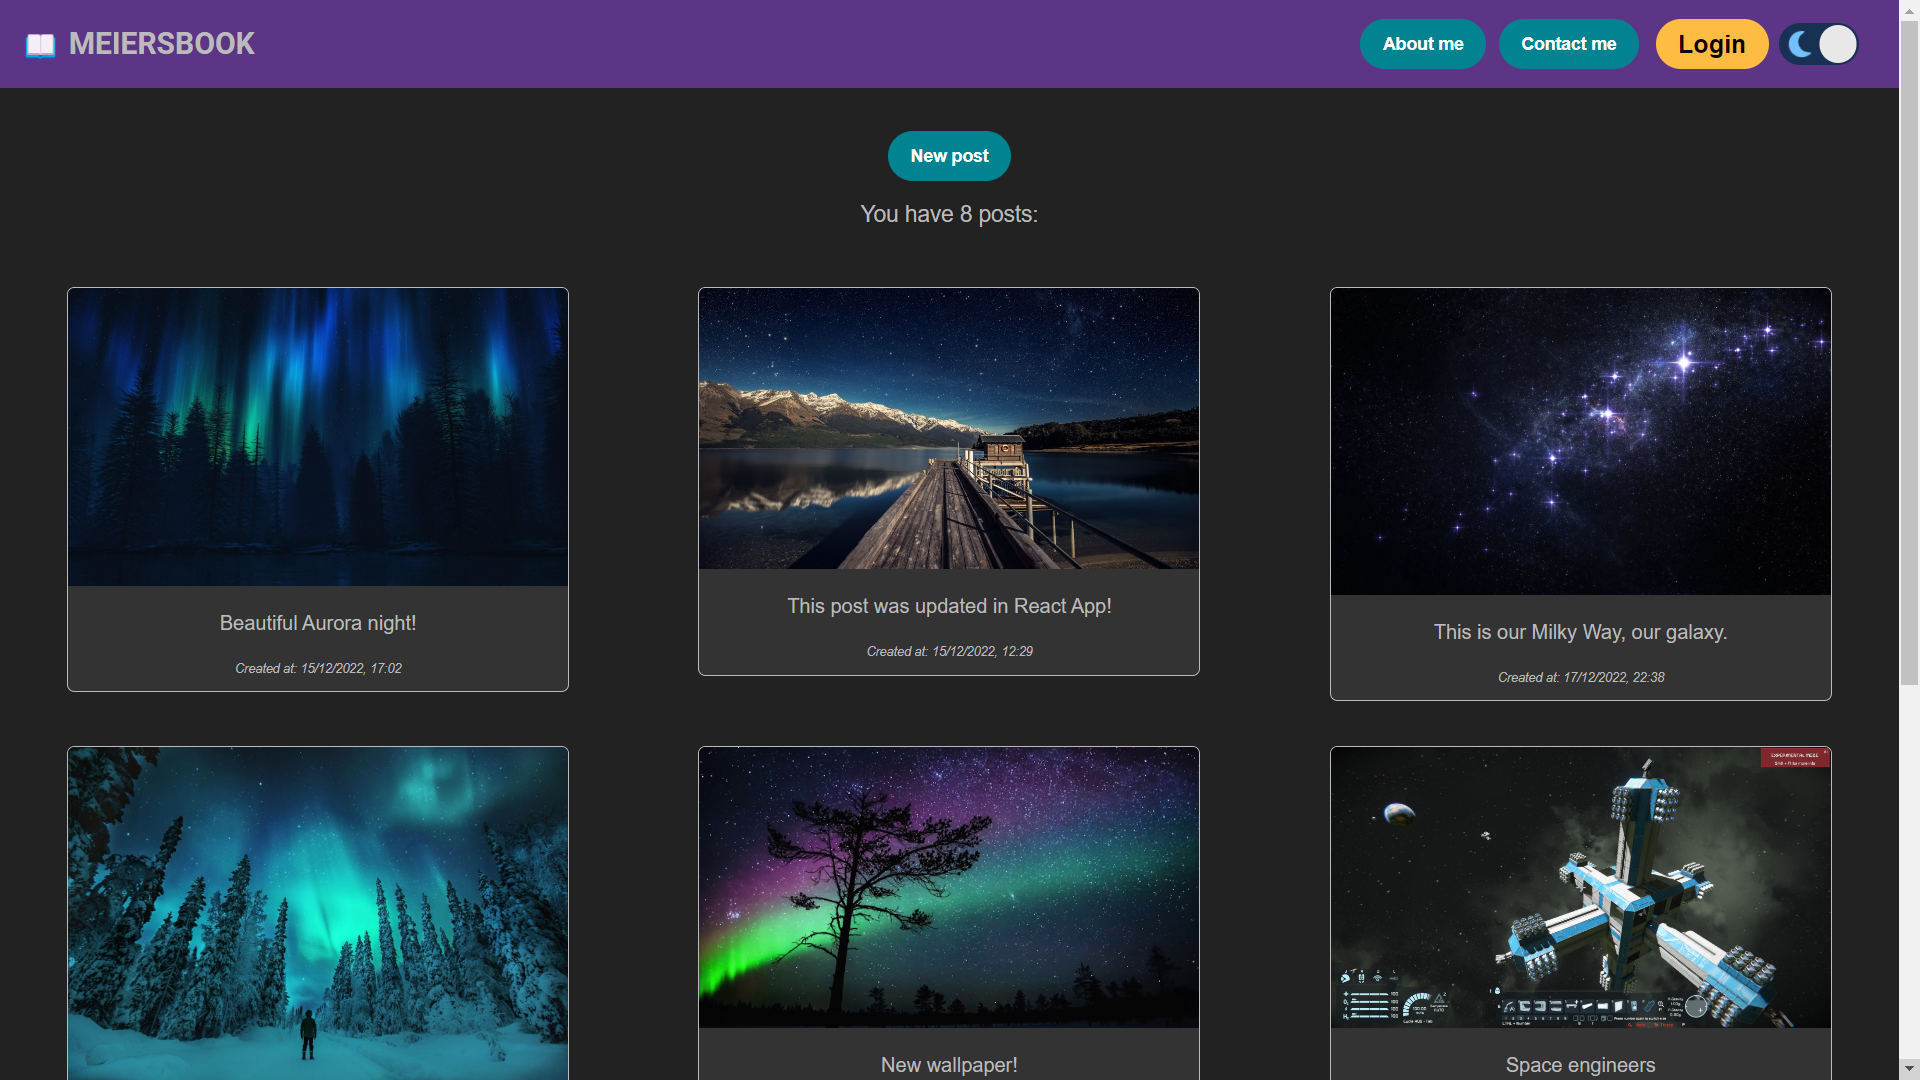 MEIERSBOOK
About me
Contact me
Login
New post
You have 8 posts:
Beautiful Aurora night!
Created at: 15/12/2022, 17:02
This post was updated in React App!
Created at: 15/12/2022, 12:29
This is our Milky Way, our galaxy.
Created at: 17/12/2022, 22:38
EXPERIMENTAL MODE
New wallpaper!
Space engineers